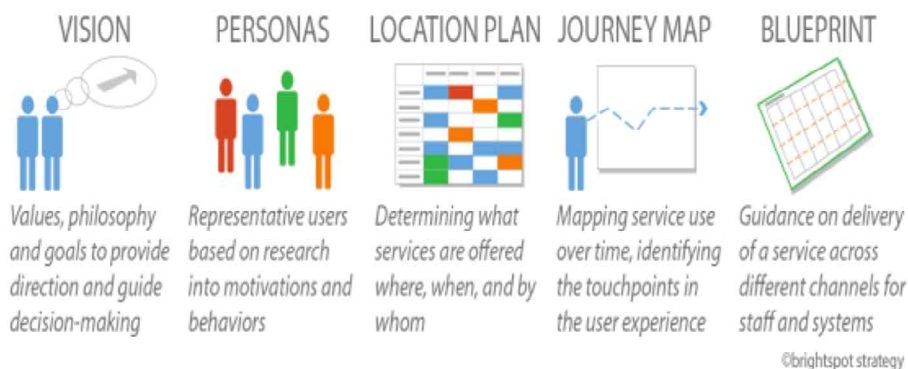 VISION
PERSONAS
LOCATION PLAN
JOURNEY MAP
BLUEPRINT
Values, philosophy
and goals to provide
direction and guide
decision-making
Representative users
based on research
into motivations and
behaviors
Determining what
services are offered
where, when, and by
whom
Mapping service use
over time, identifying
the touchpoints in
the user experience
Guidance on delivery
of a service across
different channels for
staff and systems
©brightspot strategy